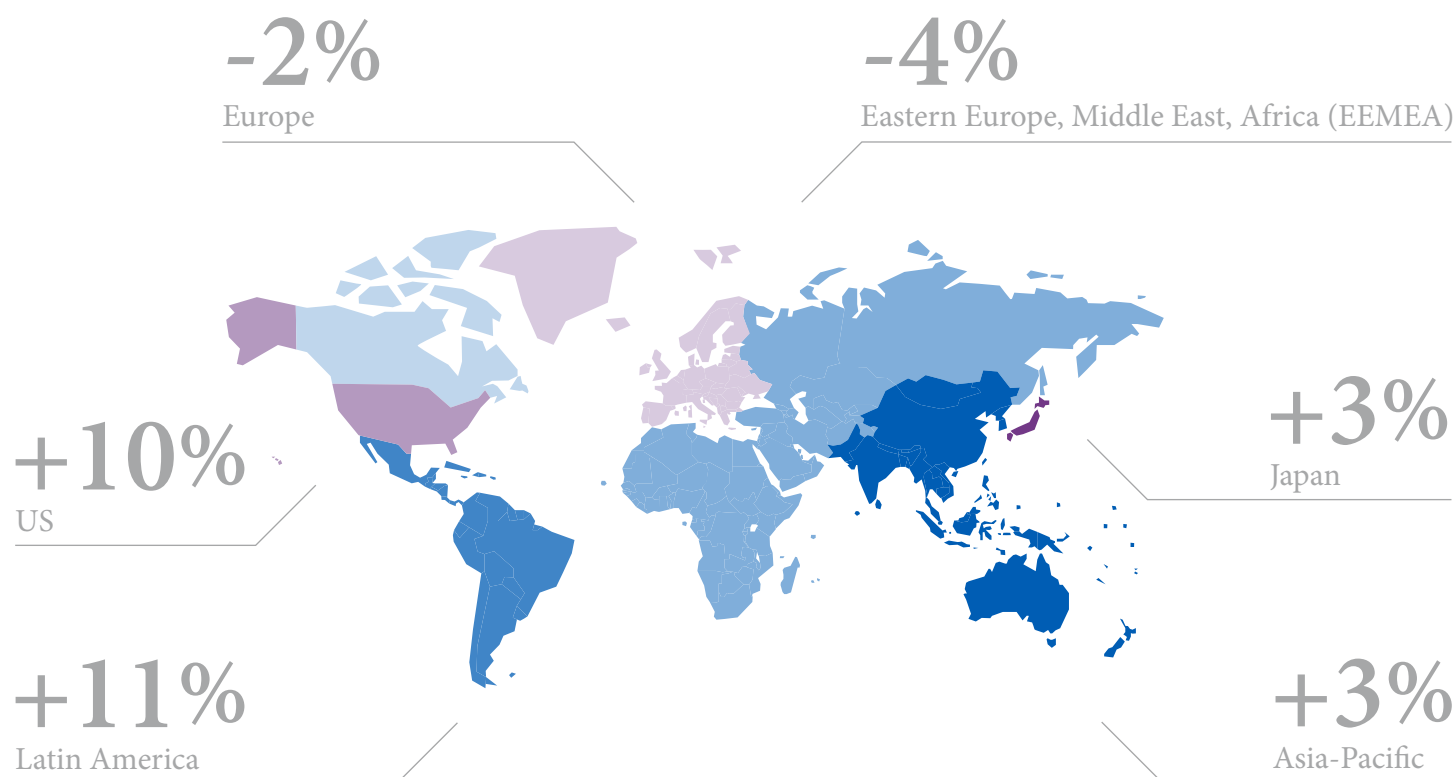 -2%
Europe
-4%
Eastern Europe, Middle East, Africa (EEMEA)
+10%
US
+3%
Japan
+11%
Latin America
+3%
Asia-Pacific